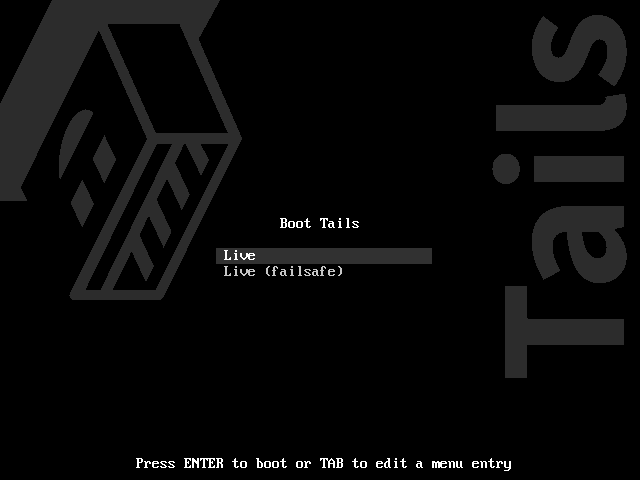 Tails
Boot Tails
Live
Live (failsafe)
Press ENTER to boot or TAB to edit a menu entry